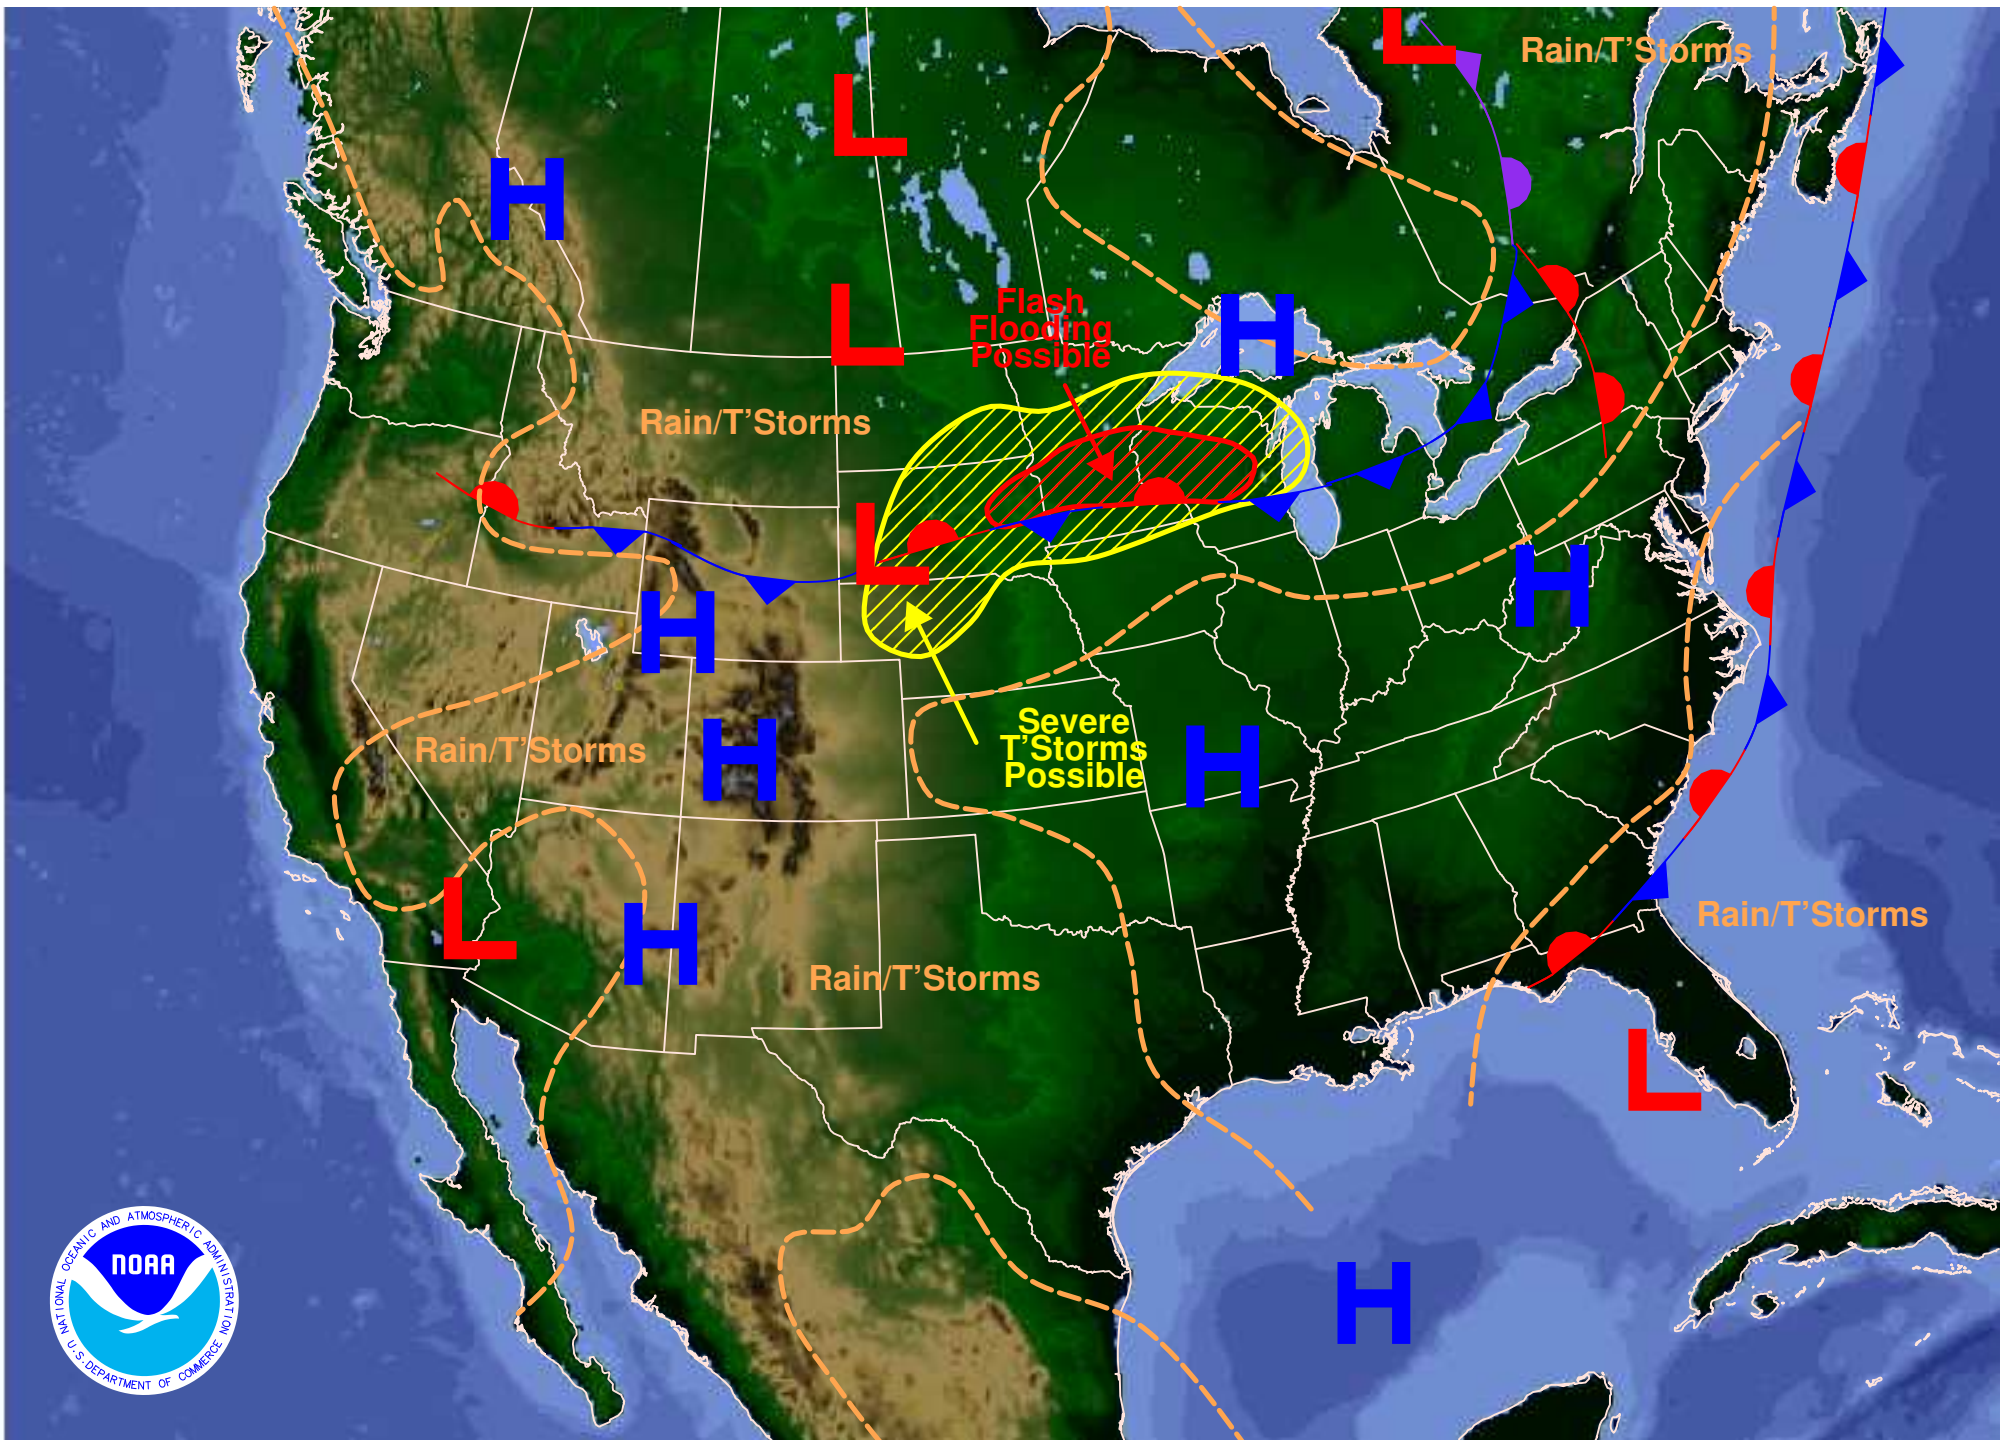 Rain/T'Storms
L
L
H
Flash
Flooding
Possible
L
H
Rain/T'Storms
L
H
H
H
Rain/T'Storms
Severe
T'Storms
Possible
H
L
H
Rain/T'Storms
Rain/T'Storms
L
H
NATIONAL OCEANIC AND ATMOSPHERIC ADMINISTRATION
NOAA
U.S. DEPARTMENT OF COMMERCE